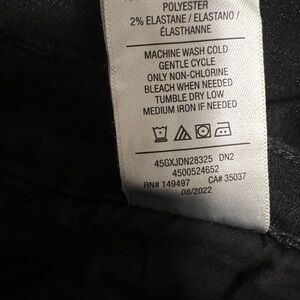 POLYESTER
2% ELASTANE / ELASTANO /
ÉLASTHANNE
MACHINE WASH COLD
GENTLE CYCLE
ONLY NON-CHLORINE
BLEACH WHEN NEEDED
TUMBLE DRY LOW
MEDIUM IRON IF NEEDED
45GXJDN28325 DN2
4500524652
RN# 149497 CA# 35037
08/2022